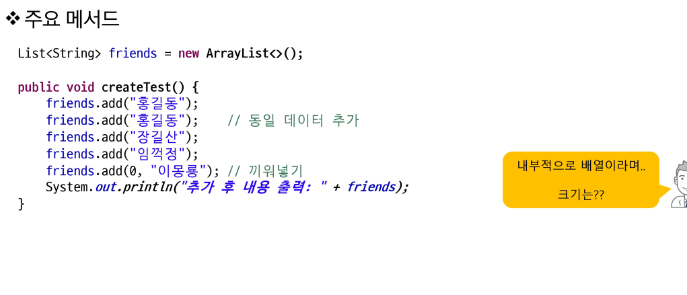 ❖ 주요 메서드
List<String> friends = new ArrayList<>();
public void createTest() {
friends.add("홍길동");
friends.add("홍길동"); // 동일 데이터 추가
friends.add("장길산");
friends.add("임꺽정");
friends.add(0, "이몽룡"); // 끼워넣기
System.out.println("추가 후 내용 출력: " + friends);
}
내부적으로 배열이라며..
크기는??